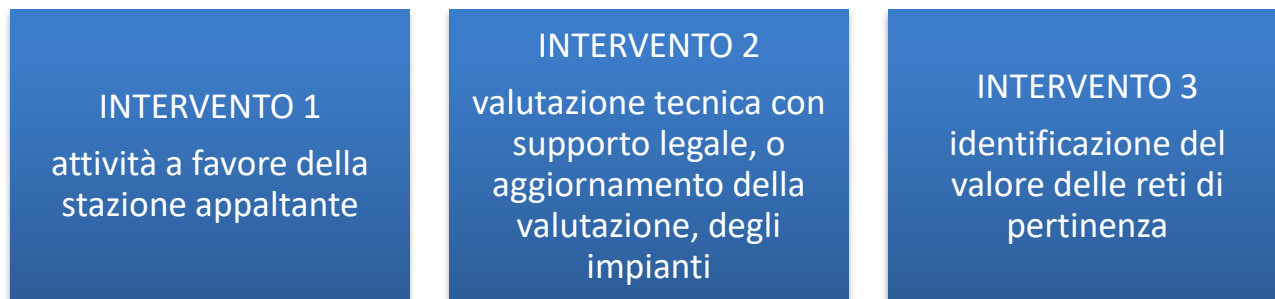 INTERVENTO 1
attività a favore della
stazione appaltante
INTERVENTO 2
valutazione tecnica con
supporto legale, o
aggiornamento della
valutazione, degli
impianti
INTERVENTO 3
identificazione del
valore delle reti di
pertinenza